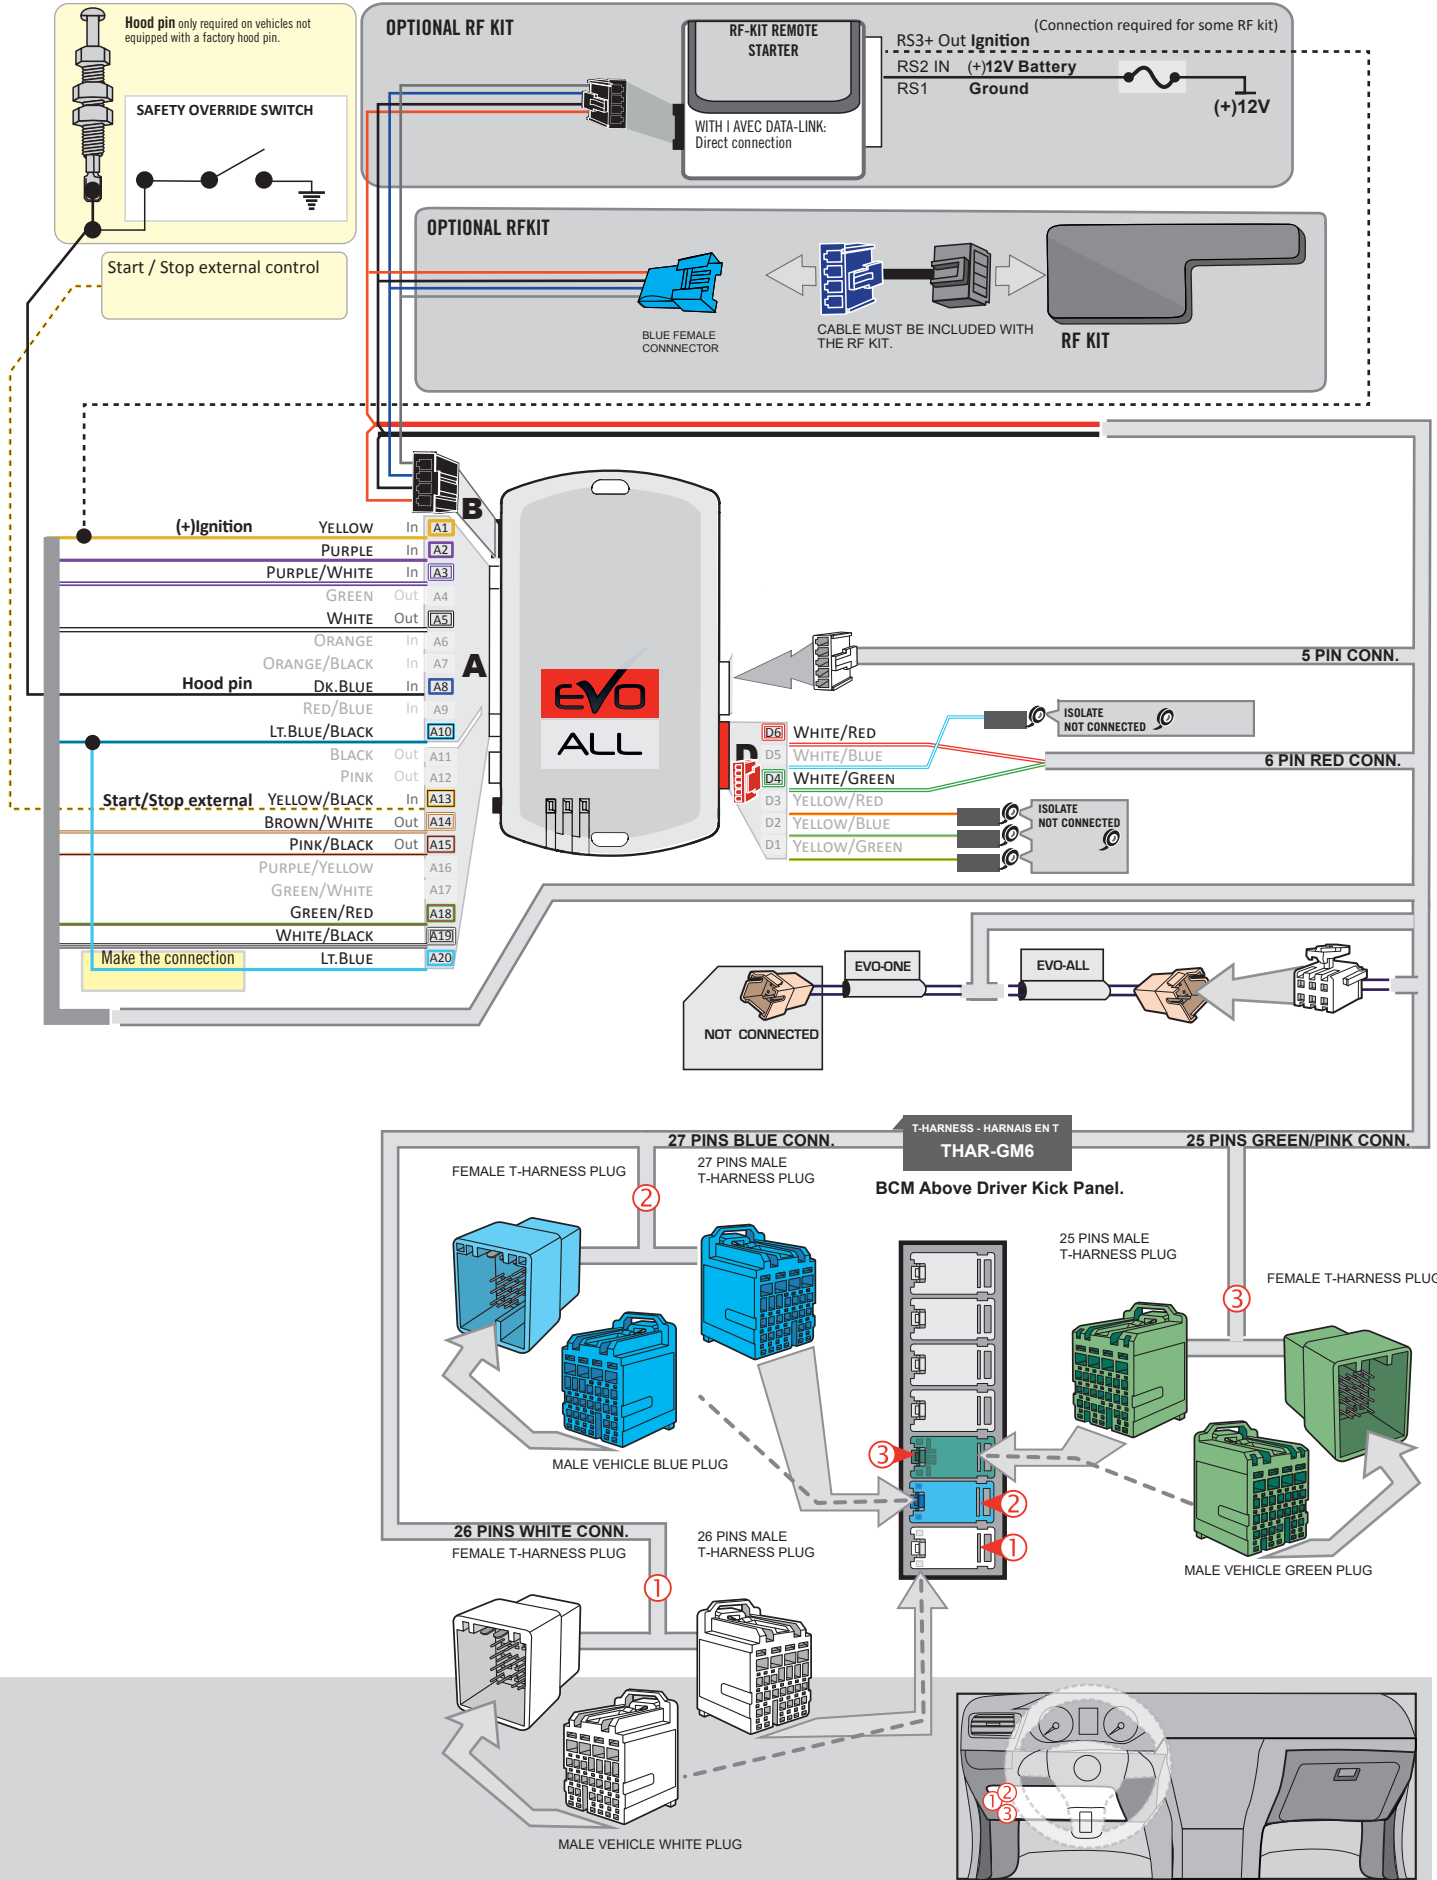 Hood pin only required on vehicles not
equipped with a factory hood pin.
SAFETY OVERRIDE SWITCH
Start / Stop external control
OPTIONAL RF KIT
RF-KIT REMOTE
STARTER
WITH | AVEC DATA-LINK:
Direct connection
(Connection required for some RF kit)
RS3+ Out Ignition
RS2 IN (+)12V Battery
RS1 Ground
(+)12V
OPTIONAL RFKIT
BLUE FEMALE
CONNNECTOR
CABLE MUST BE INCLUDED WITH
THE RF KIT.
RF KIT
B
A
(+)Ignition YELLOW In A1
PURPLE In A2
PURPLE/WHITE In A3
GREEN Out A4
WHITE Out A5
ORANGE In A6
ORANGE/BLACK In A7
Hood pin DK.BLUE In A8
RED/BLUE In A9
LT.BLUE/BLACK A10
BLACK Out A11
PINK Out A12
Start/Stop external YELLOW/BLACK In A13
BROWN/WHITE Out A14
PINK/BLACK Out A15
PURPLE/YELLOW A16
GREEN/WHITE A17
GREEN/RED A18
WHITE/BLACK A19
Make the connection LT.BLUE A20
EVO
ALL
5 PIN CONN.
D
D6 WHITE/RED
D5 WHITE/BLUE
D4 WHITE/GREEN
D3 YELLOW/RED
D2 YELLOW/BLUE
D1 YELLOW/GREEN
ISOLATE
NOT CONNECTED
6 PIN RED CONN.
ISOLATE
NOT CONNECTED
EVO-ONE
EVO-ALL
NOT CONNECTED
T-HARNESS - HARNAIS EN T
THAR-GM6
27 PINS BLUE CONN.
25 PINS GREEN/PINK CONN.
BCM Above Driver Kick Panel.
FEMALE T-HARNESS PLUG
2
27 PINS MALE
T-HARNESS PLUG
25 PINS MALE
T-HARNESS PLUG
3
FEMALE T-HARNESS PLUG
MALE VEHICLE BLUE PLUG
3
2
1
MALE VEHICLE GREEN PLUG
26 PINS WHITE CONN.
FEMALE T-HARNESS PLUG
1
26 PINS MALE
T-HARNESS PLUG
MALE VEHICLE WHITE PLUG
2
1
3